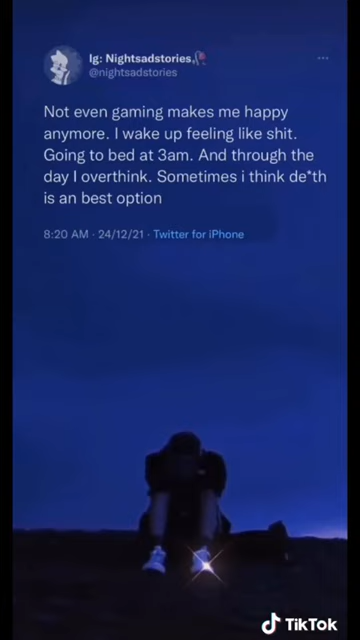 Ig: Nightsadstories🥀
@nightsadstories
Not even gaming makes me happy
anymore. I wake up feeling like shit.
Going to bed at 3am. And through the
day I overthink. Sometimes i think de*th
is an best option
8:20 AM · 24/12/21 · Twitter for iPhone
TikTok